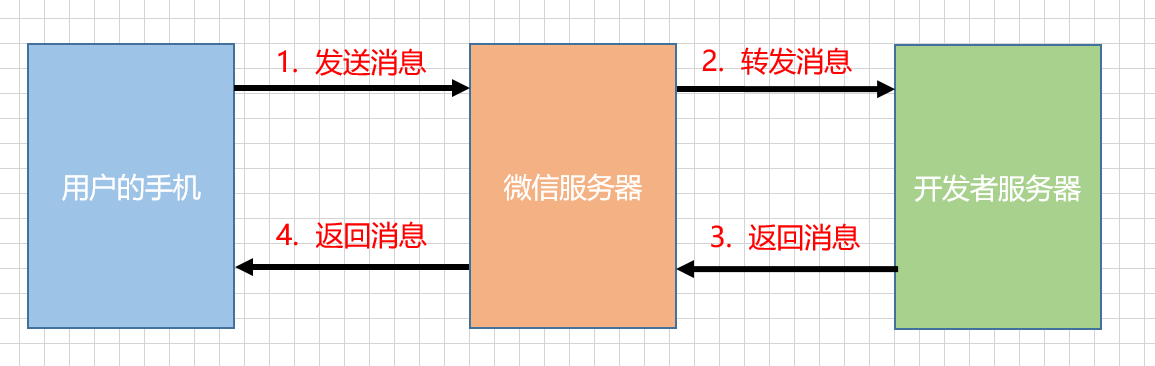 1. 发送消息
2. 转发消息
用户的手机
微信服务器
开发者服务器
4. 返回消息
3. 返回消息